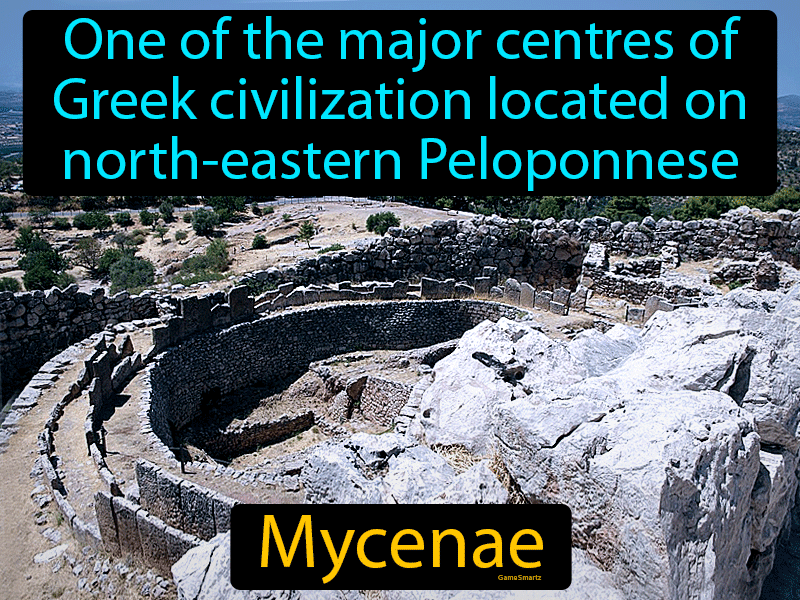 One of the major centres of
Greek civilization located on
north-eastern Peloponnese
Mycenae
GameSmartz